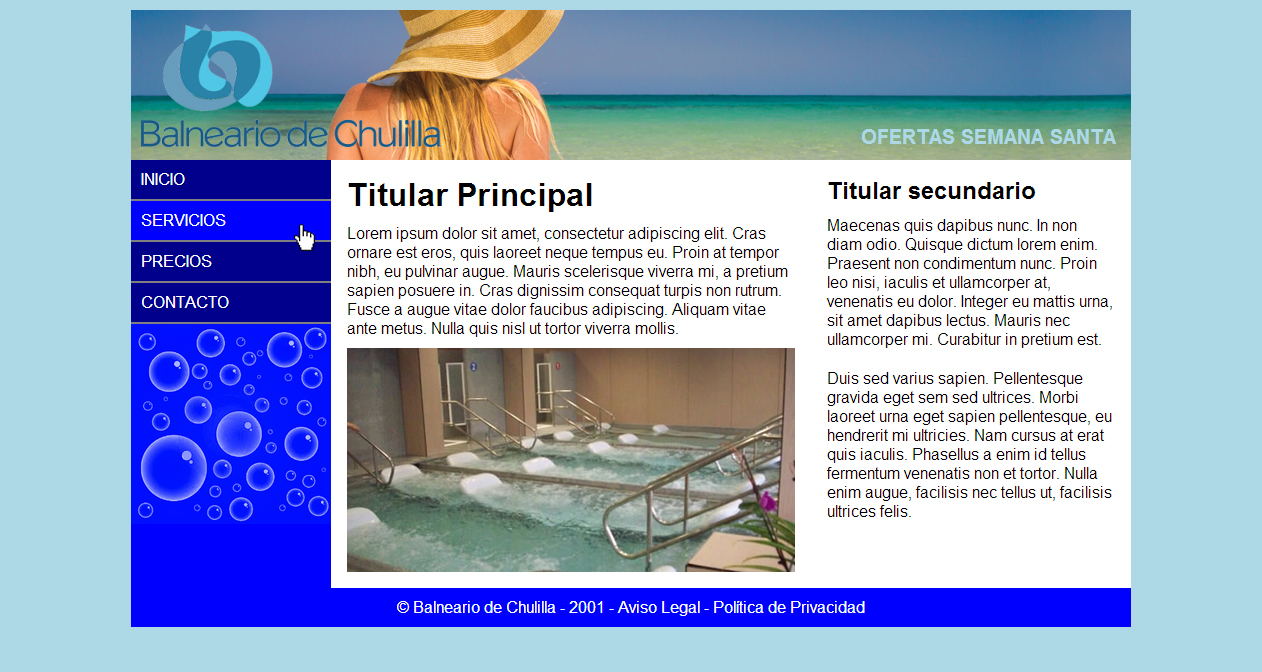 Balneario de Chulilla
OFERTAS SEMANA SANTA
INICIO
SERVICIOS
PRECIOS
CONTACTO
Titular Principal
Lorem ipsum dolor sit amet, consectetur adipiscing elit. Cras
ornare est eros, quis laoreet neque tempus eu. Proin at tempor
nibh, eu pulvinar augue. Mauris scelerisque viverra mi, a pretium
sapien posuere in. Cras dignissim consequat turpis non rutrum.
Fusce a augue vitae dolor faucibus adipiscing. Aliquam vitae
ante metus. Nulla quis nisl ut tortor viverra mollis.
Titular secundario
Maecenas quis dapibus nunc. In non
diam odio. Quisque dictum lorem enim.
Praesent non condimentum nunc. Proin
leo nisi, iaculis et ullamcorper at,
venenatis eu dolor. Integer eu mattis urna,
sit amet dapibus lectus. Mauris nec
ullamcorper mi. Curabitur in pretium est.
Duis sed varius sapien. Pellentesque
gravida eget sem sed ultrices. Morbi
laoreet urna eget sapien pellentesque, eu
hendrerit mi ultricies. Nam cursus at erat
quis iaculis. Phasellus a enim id tellus
fermentum venenatis non et tortor. Nulla
enim augue, facilisis nec tellus ut, facilisis
ultrices felis.
© Balneario de Chulilla - 2001 - Aviso Legal - Política de Privacidad